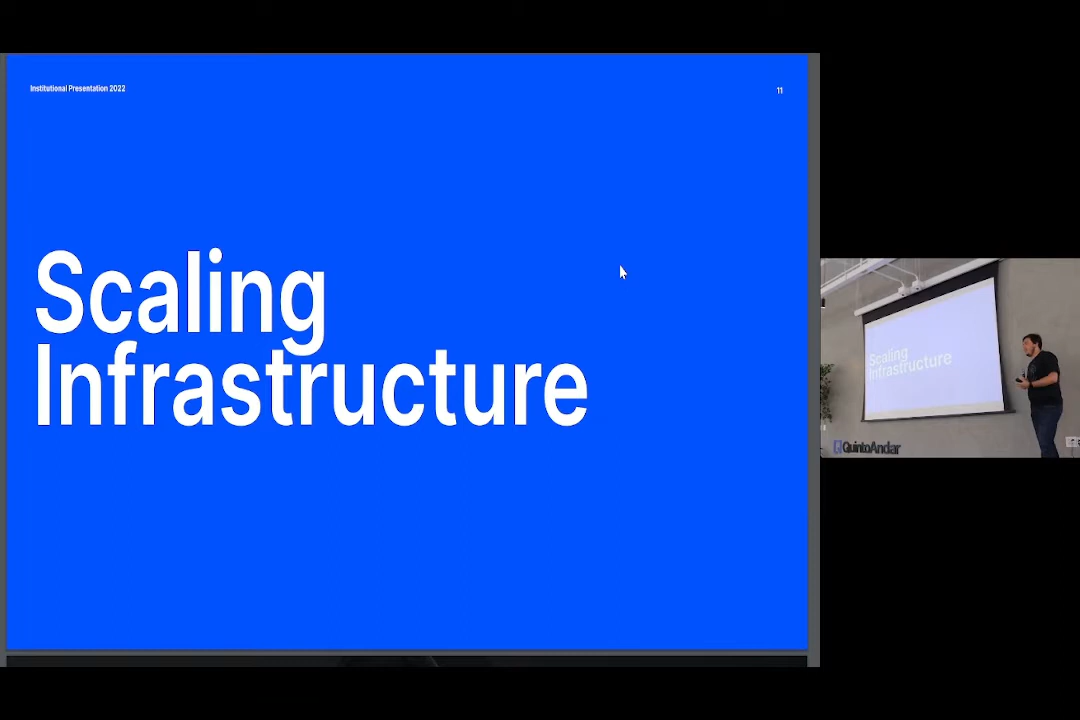 Institutional Presentation 2022
11
Scaling
Infrastructure
Scaling
Infrastructure
QuintoAndar